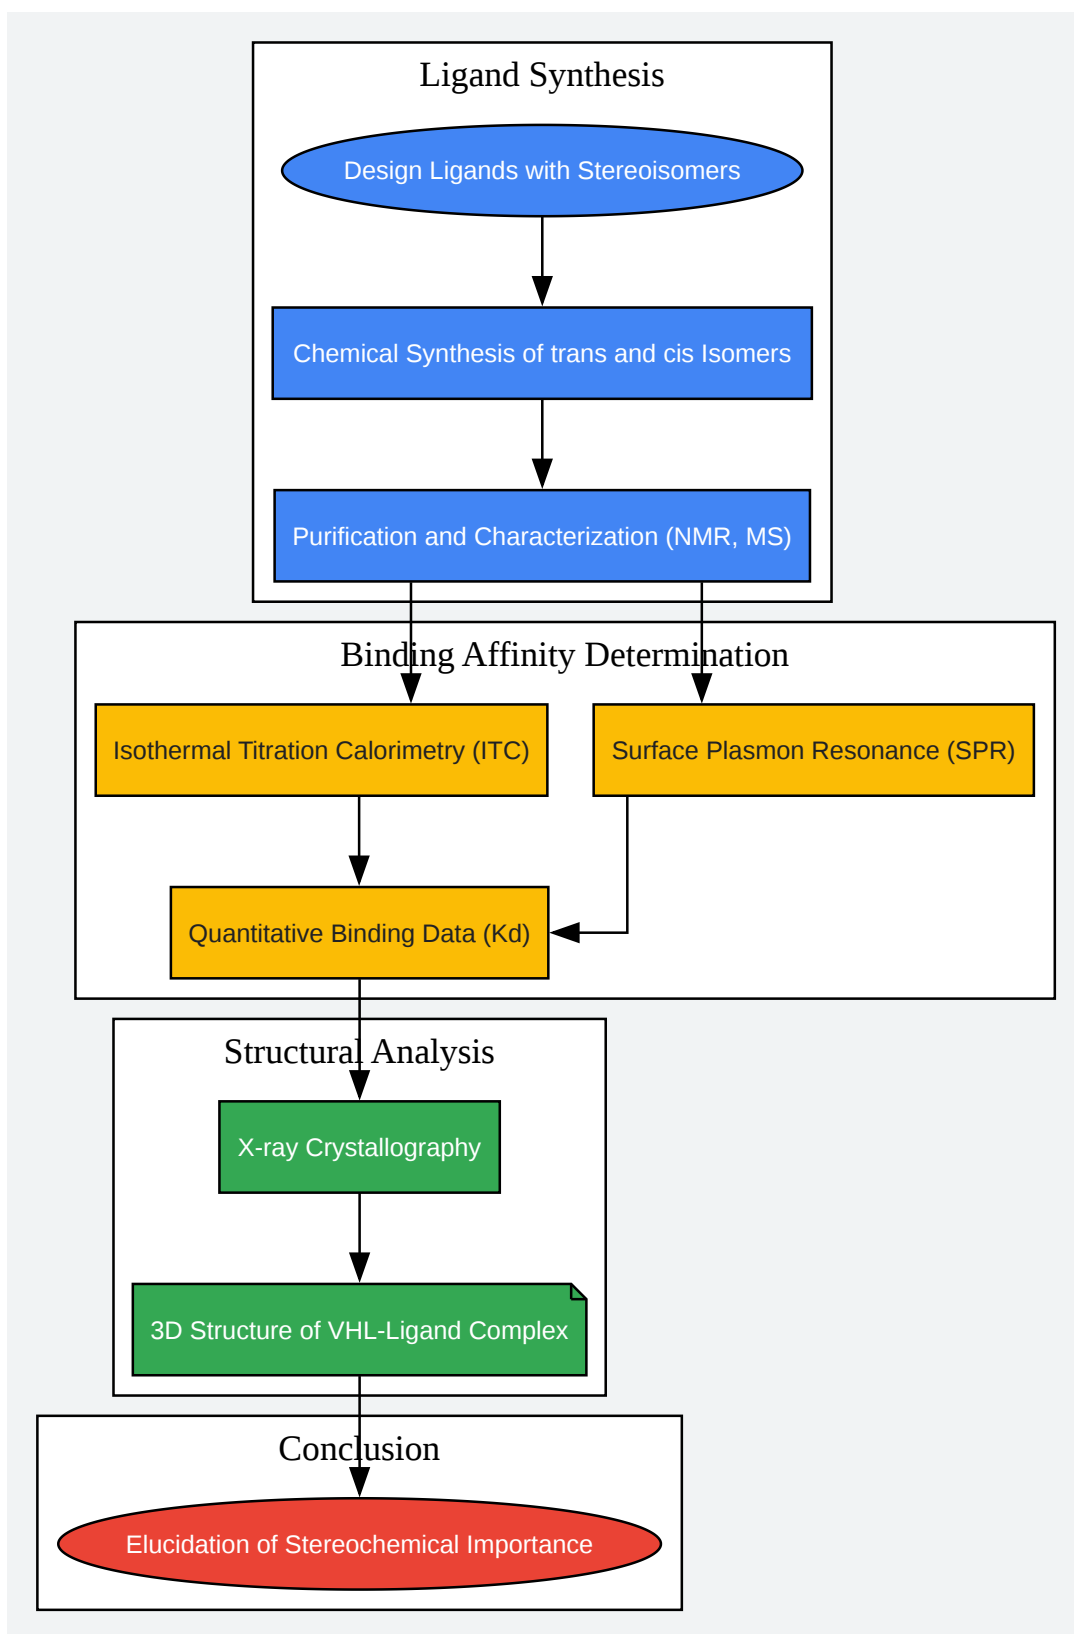 Ligand Synthesis
Design Ligands with Stereoisomers
Chemical Synthesis of trans and cis Isomers
Purification and Characterization (NMR, MS)
Binding Affinity Determination
Isothermal Titration Calorimetry (ITC)
Surface Plasmon Resonance (SPR)
Quantitative Binding Data (Kd)
Structural Analysis
X-ray Crystallography
3D Structure of VHL-Ligand Complex
Conclusion
Elucidation of Stereochemical Importance